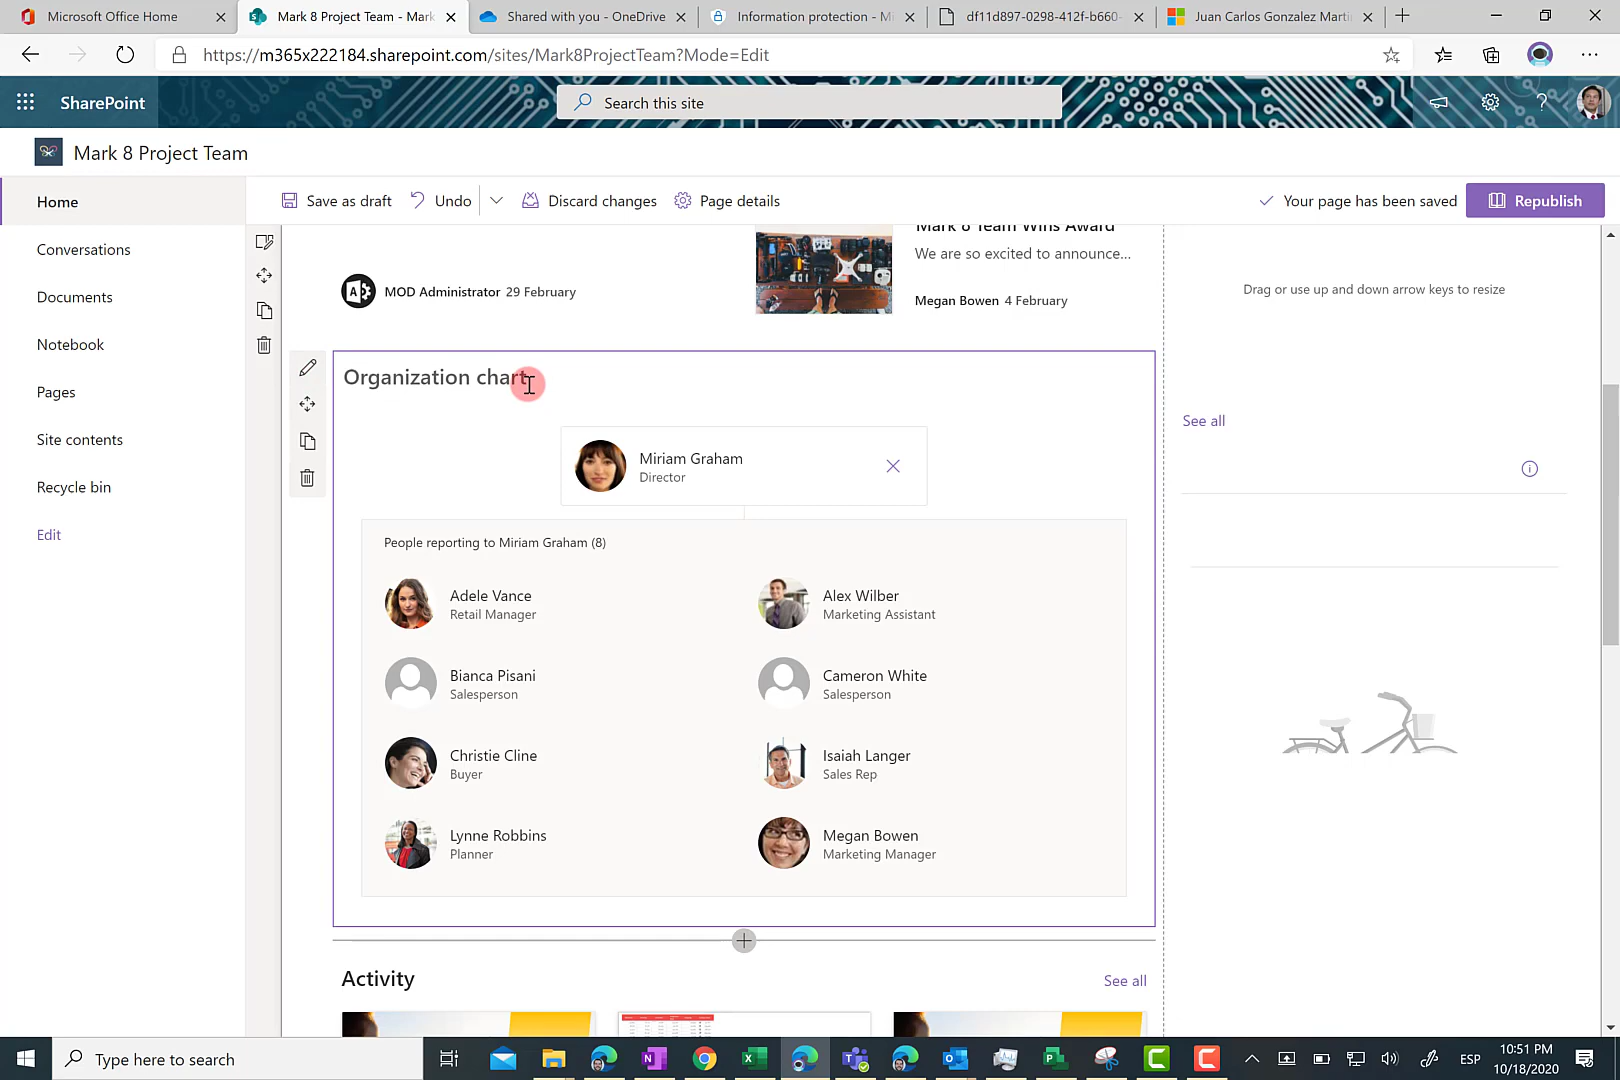 Microsoft Office Home
Mark 8 Project Team - Mark
Shared with you - OneDrive
Information protection - Mi
df11d897-0298-412f-b660-
Juan Carlos Gonzalez Marti
https://m365x222184.sharepoint.com/sites/Mark8ProjectTeam?Mode=Edit
SharePoint
Search this site
Mark 8 Project Team
Home
Save as draft
Undo
Discard changes
Page details
Your page has been saved
Republish
Conversations
Documents
Notebook
Pages
Site contents
Recycle bin
Edit
MOD Administrator 29 February
Mark 8 Team Wins Award
We are so excited to announce...
Megan Bowen 4 February
Drag or use up and down arrow keys to resize
See all
Organization chart
Miriam Graham
Director
People reporting to Miriam Graham (8)
Adele Vance
Retail Manager
Alex Wilber
Marketing Assistant
Bianca Pisani
Salesperson
Cameron White
Salesperson
Christie Cline
Buyer
Isaiah Langer
Sales Rep
Lynne Robbins
Planner
Megan Bowen
Marketing Manager
Activity
See all
Type here to search
ESP
10:51 PM
10/18/2020